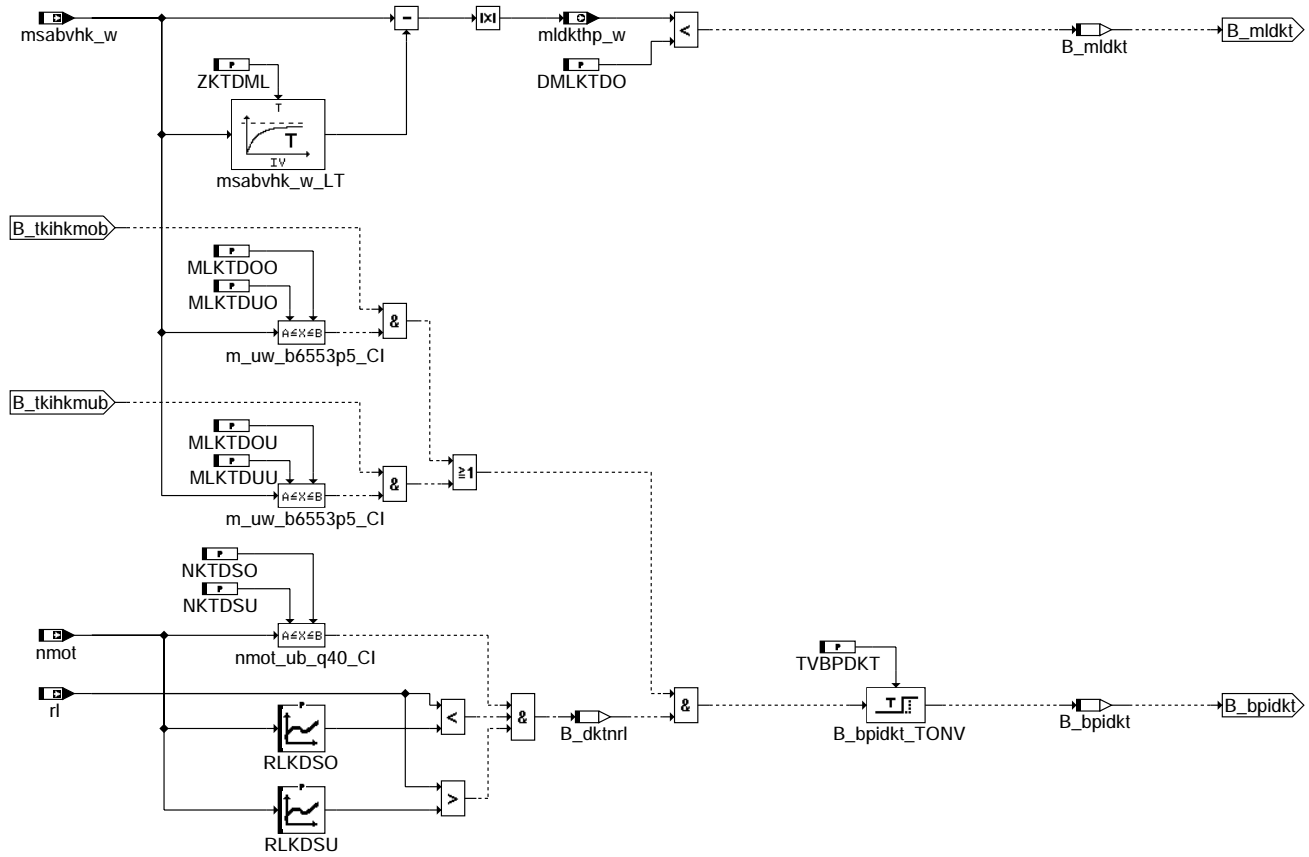 msabvhk_w
-
|x|
mldkthp_w
<
B_mldkt
B_mldkt
P
ZKTDML
P
DMLKTDO
T
T
IV
msabvhk_w_LT
B_tkihkmob
P
MLKTDOO
P
MLKTDUO
A≤X≤B
m_uw_b6553p5_CI
&
B_tkihkmub
P
MLKTDOU
P
MLKTDUU
A≤X≤B
m_uw_b6553p5_CI
&
≥1
P
NKTDSO
P
NKTDSU
A≤X≤B
nmot_ub_q40_CI
nmot
rl
P
RLKDSO
<
&
B_dktnrl
&
P
TVBPDKT
T
B_bpidkt_TONV
B_bpidkt
B_bpidkt
P
RLKDSU
>